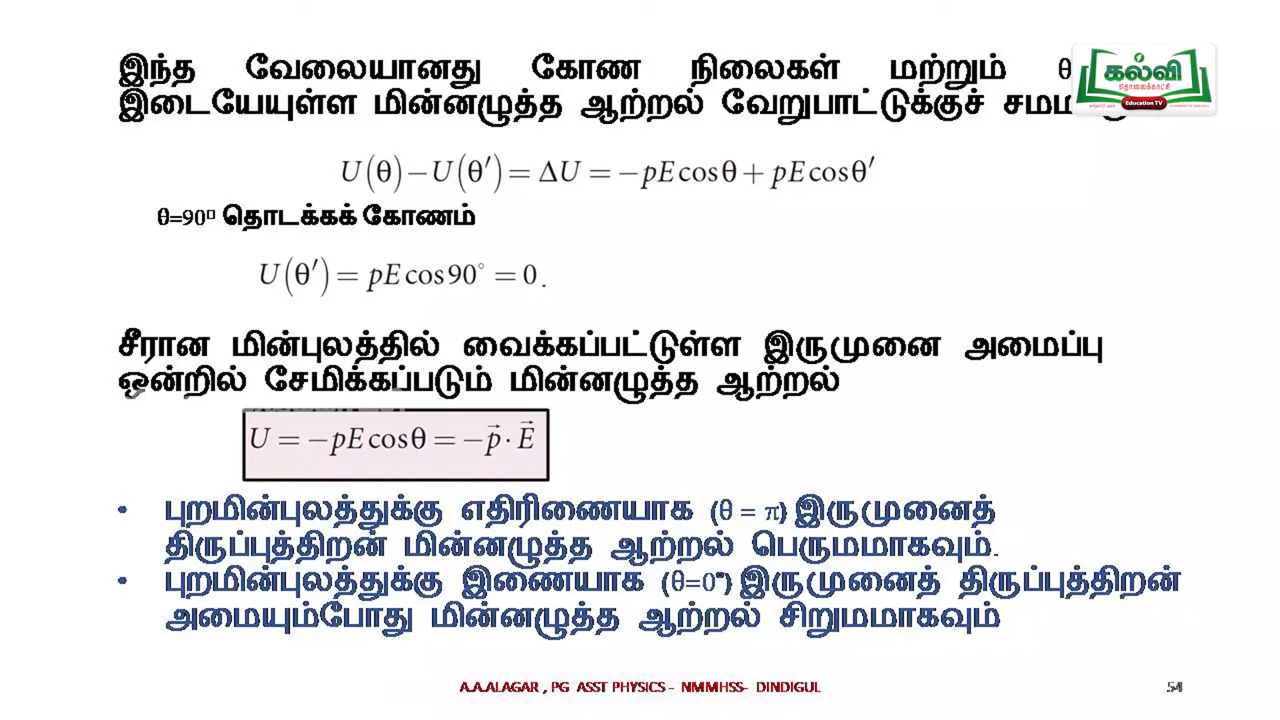 இந்த வேலையானது கோண நிலைகள் மற்றும் θ
இடையேயுள்ள மின்னழுத்த ஆற்றல் வேறுபாட்டுக்குச்
கல்வி
தொலைக்காட்சி
Education TV
U(θ)−U(θ′) = ΔU = −pE cosθ + pE cosθ′
θ=90° தொடக்கக் கோணம்
U(θ′) = pE cos90° = 0.
சீரான மின்புலத்தில் வைக்கப்பட்டுள்ள இருமுனை அமைப்பு
ஒன்றில் சேமிக்கப்படும் மின்னழுத்த ஆற்றல்
U = −pE cosθ = −p⃗ · E⃗
• புறமின்புலத்துக்கு எதிரிணையாக (θ = π) இருமுனைத்
திருப்புத்திறன் மின்னழுத்த ஆற்றல் பெருமமாகவும்.
• புறமின்புலத்துக்கு இணையாக (θ=0°) இருமுனைத் திருப்புத்திறன்
அமையும்போது மின்னழுத்த ஆற்றல் சிறுமமாகவும்
A.A.ALAGAR , PG ASST PHYSICS - NMMHSS- DINDIGUL
54